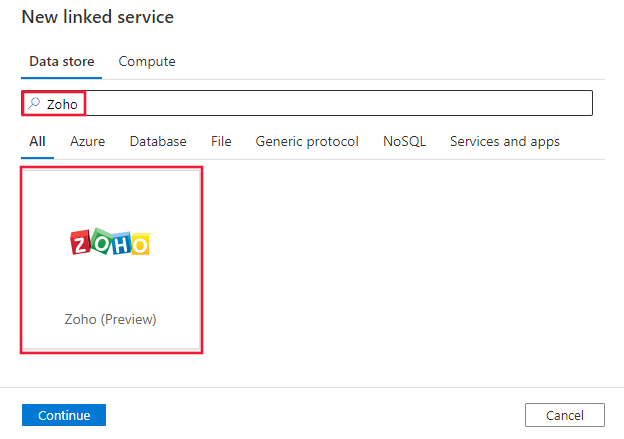 New linked service
Data store Compute
Zoho
All Azure Database File Generic protocol NoSQL Services and apps
ZOHO
Zoho (Preview)
Continue Cancel